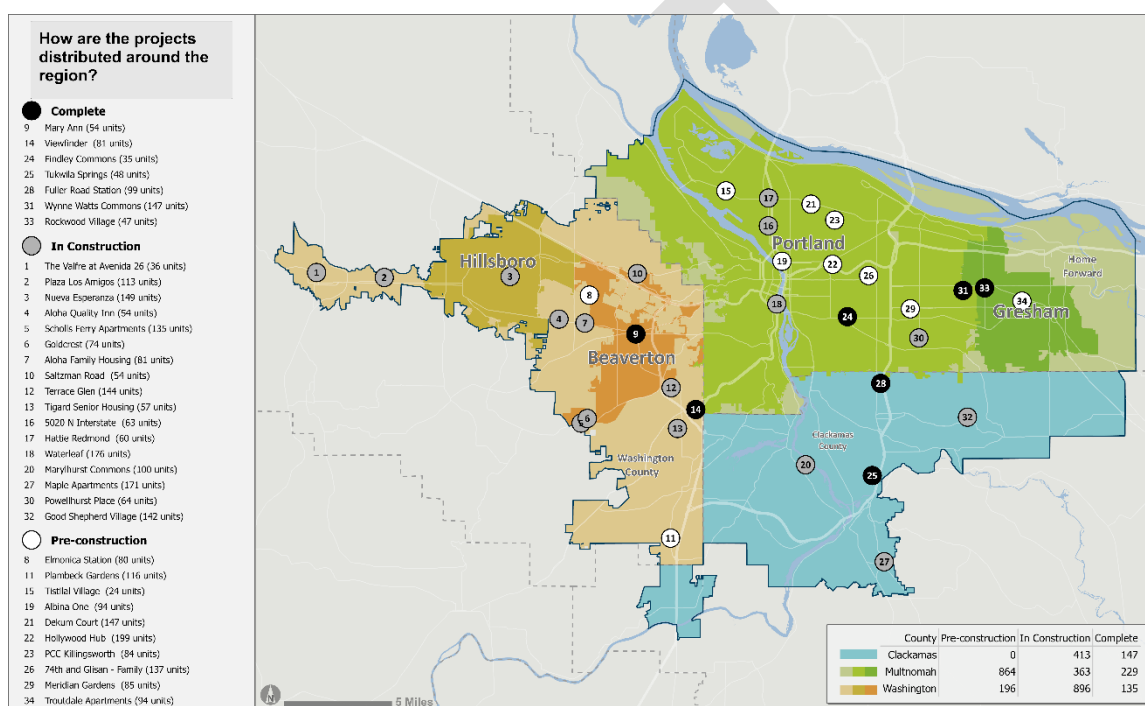 How are the projects
distributed around the
region?
Complete
9 Mary Ann (54 units)
14 Viewfinder (81 units)
24 Findley Commons (35 units)
25 Tukwila Springs (48 units)
28 Fuller Road Station (99 units)
31 Wynne Watts Commons (147 units)
33 Rockwood Village (47 units)
In Construction
1 The Valfre at Avenida 26 (36 units)
2 Plaza Los Amigos (113 units)
3 Nueva Esperanza (149 units)
4 Aloha Quality Inn (54 units)
5 Scholls Ferry Apartments (135 units)
6 Goldcrest (74 units)
7 Aloha Family Housing (81 units)
10 Saltzman Road (54 units)
12 Terrace Glen (144 units)
13 Tigard Senior Housing (57 units)
16 5020 N Interstate (63 units)
17 Hattie Redmond (60 units)
18 Waterleaf (176 units)
20 Marylhurst Commons (100 units)
27 Maple Apartments (171 units)
30 Powellhurst Place (64 units)
32 Good Shepherd Village (142 units)
Pre-construction
8 Elmonica Station (80 units)
11 Plambeck Gardens (116 units)
15 Tistilal Village (24 units)
19 Albina One (94 units)
21 Dekum Court (147 units)
22 Hollywood Hub (199 units)
23 PCC Killingsworth (84 units)
26 74th and Glisan - Family (137 units)
29 Meridian Gardens (85 units)
34 Troutdale Apartments (94 units)
15
17
21
23
16
Portland
19
22
Hillsboro
Home
Forward
1
2
3
10
26
8
31
33
34
18
29
Gresham
4
7
24
9
30
Beaverton
28
12
14
6
5
32
13
Clackamas
County
Washington
County
20
25
11
27
N
5 Miles
County Pre-construction In Construction Complete
Clackamas 0 413 147
Multnomah 864 363 229
Washington 196 896 135